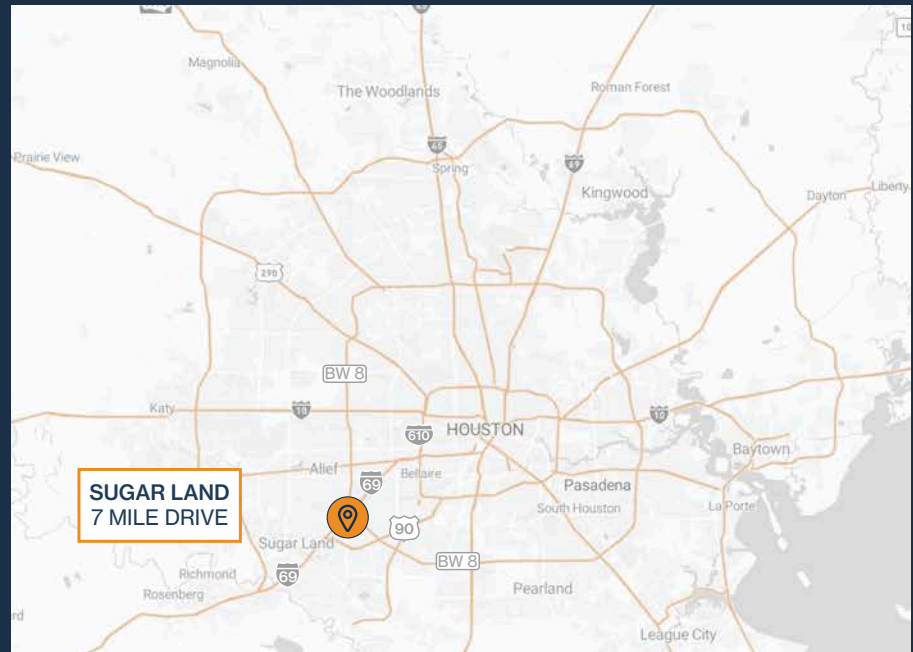 Magnolia
The Woodlands
Roman Forest
45
69
Prairie View
Spring
Kingwood
Dayton
Liberty
290
BW 8
Katy
10
610
HOUSTON
10
Baytown
Alief
69
Bellaire
Pasadena
SUGAR LAND
7 MILE DRIVE
South Houston
La Porte
90
Sugar Land
BW 8
69
Richmond
Rosenberg
Pearland
League City